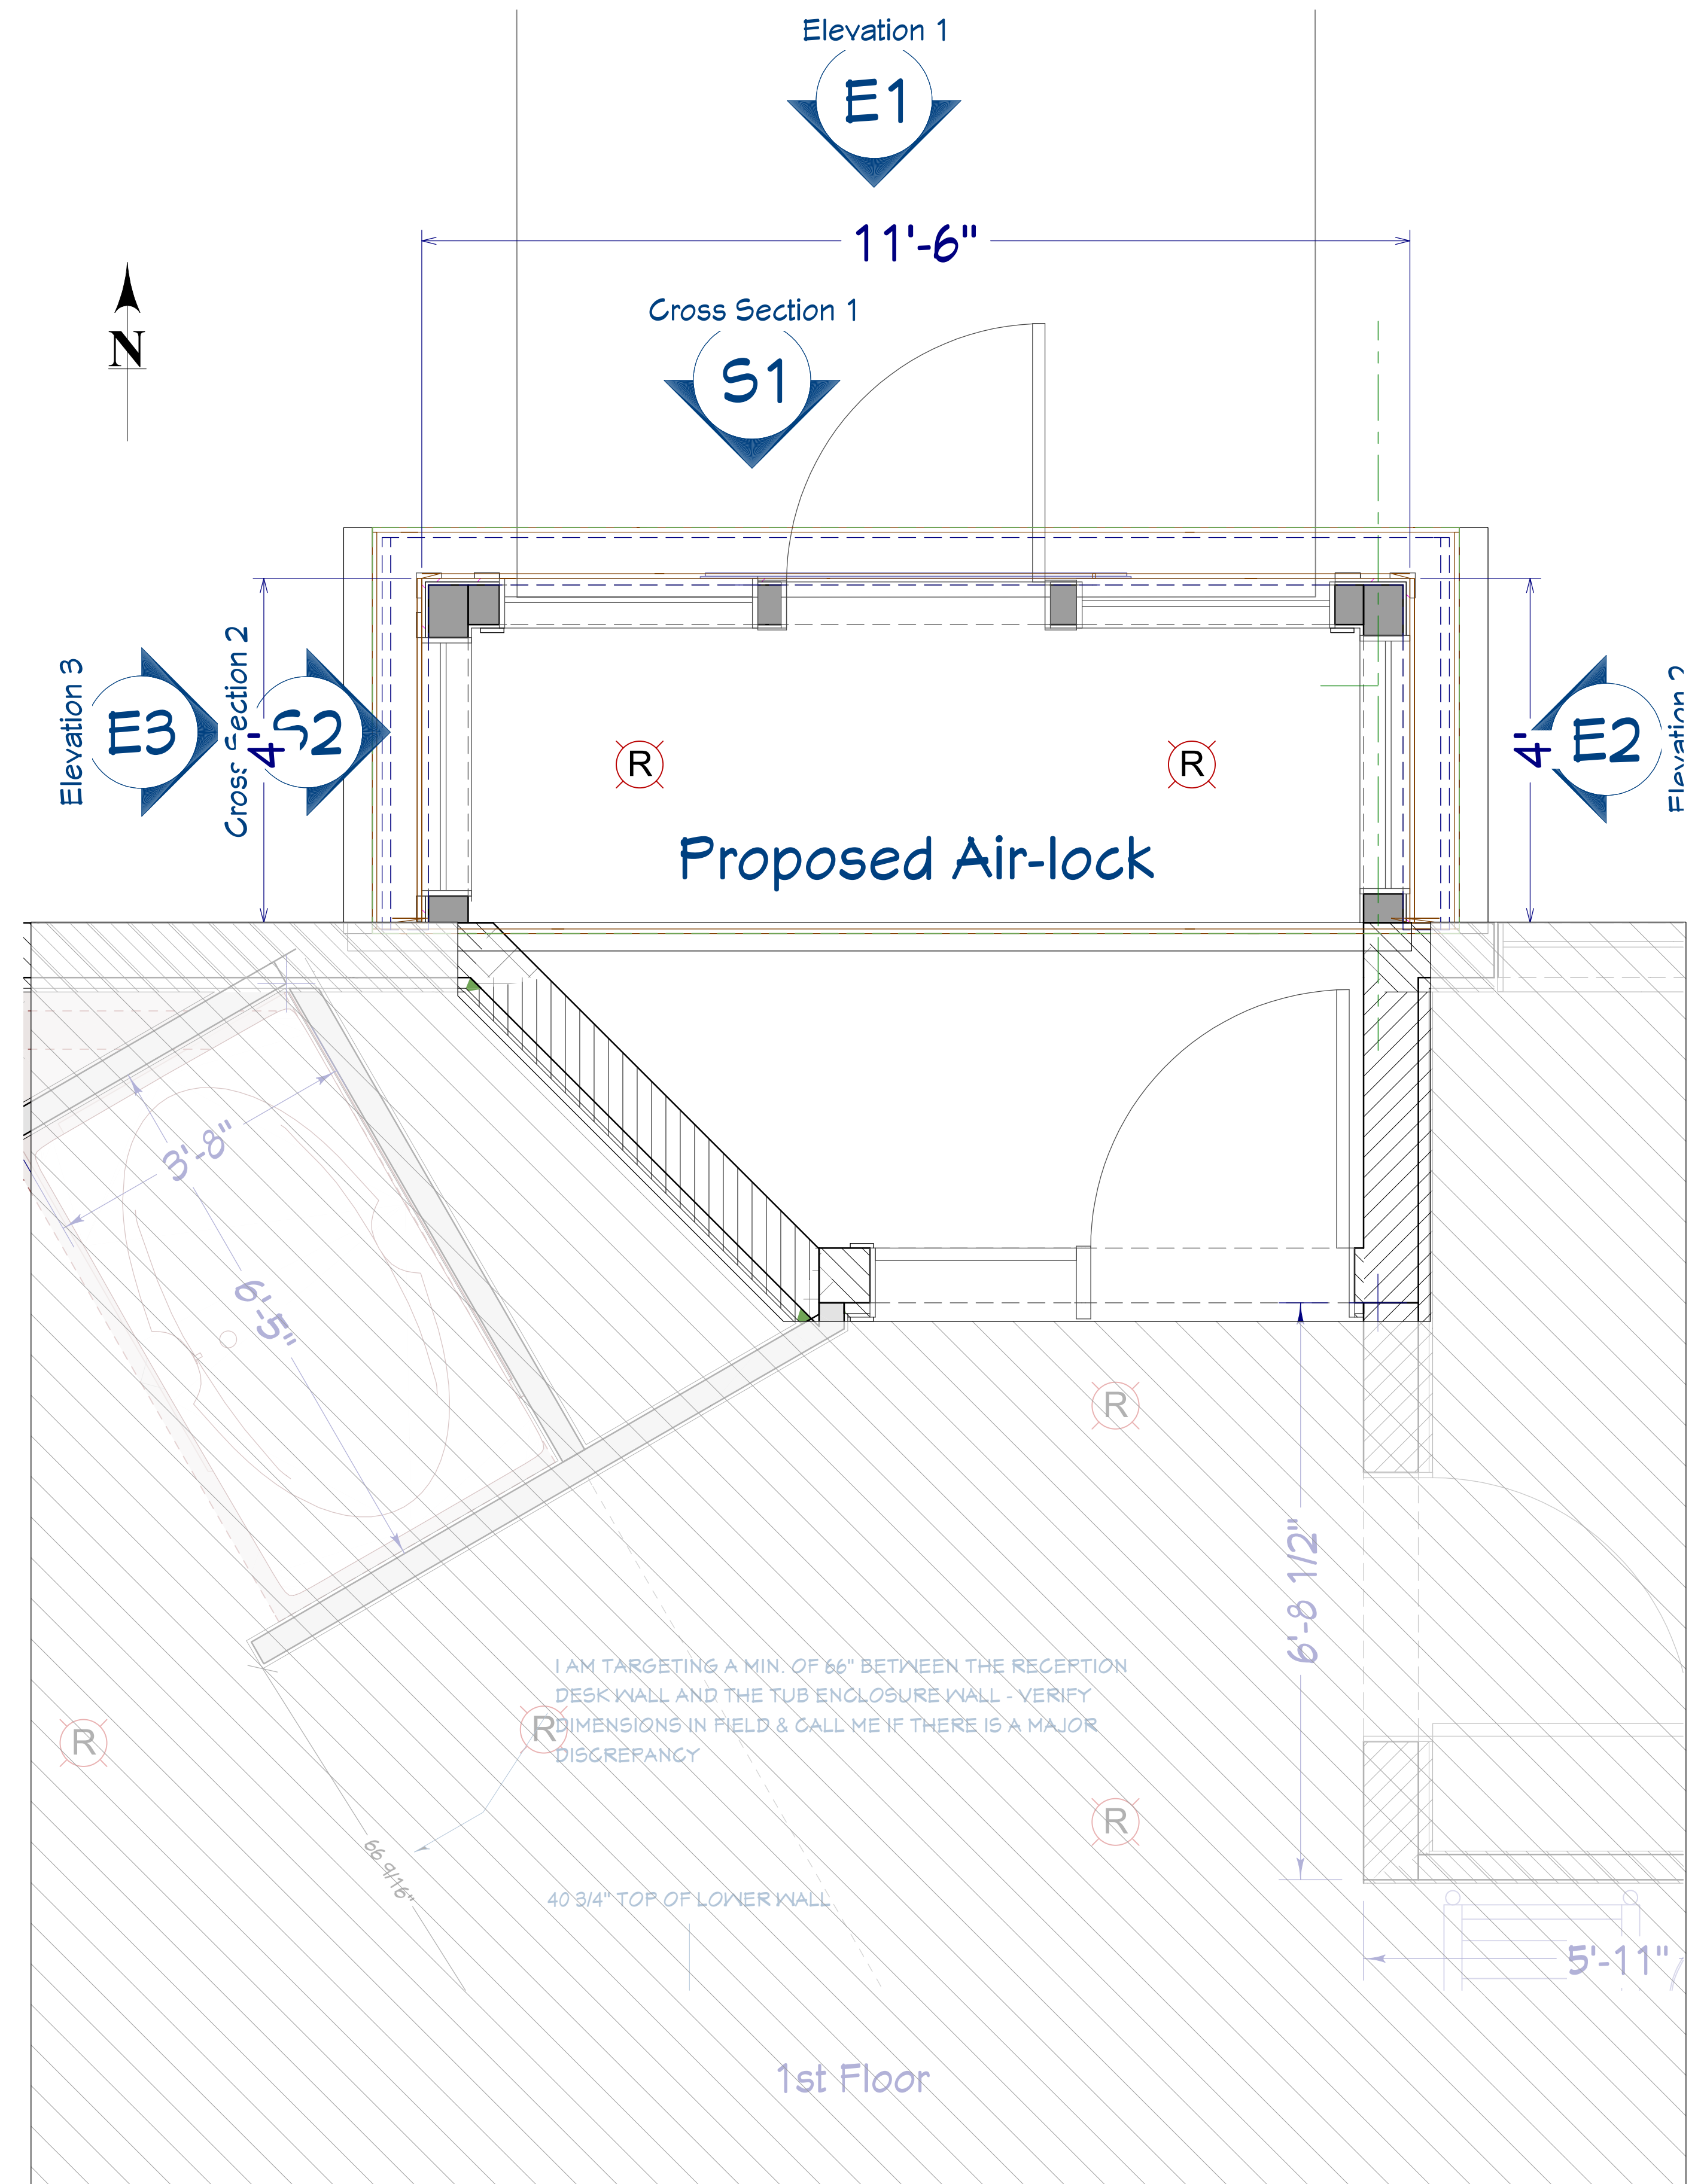 Elevation 1
E1
11'-6"
N
Cross Section 1
S1
Elevation 3
E3
Cross Section 2
S2
4'
4'
E2
Elevation 2
R
R
Proposed Air-lock
3'-8"
6'-5"
R
6'-8 1/2"
I AM TARGETING A MIN. OF 66" BETWEEN THE RECEPTION
DESK WALL AND THE TUB ENCLOSURE WALL - VERIFY
DIMENSIONS IN FIELD & CALL ME IF THERE IS A MAJOR
DISCREPANCY
R
R
R
66 9/16"
40 3/4" TOP OF LOWER WALL
5'-11"
1st Floor